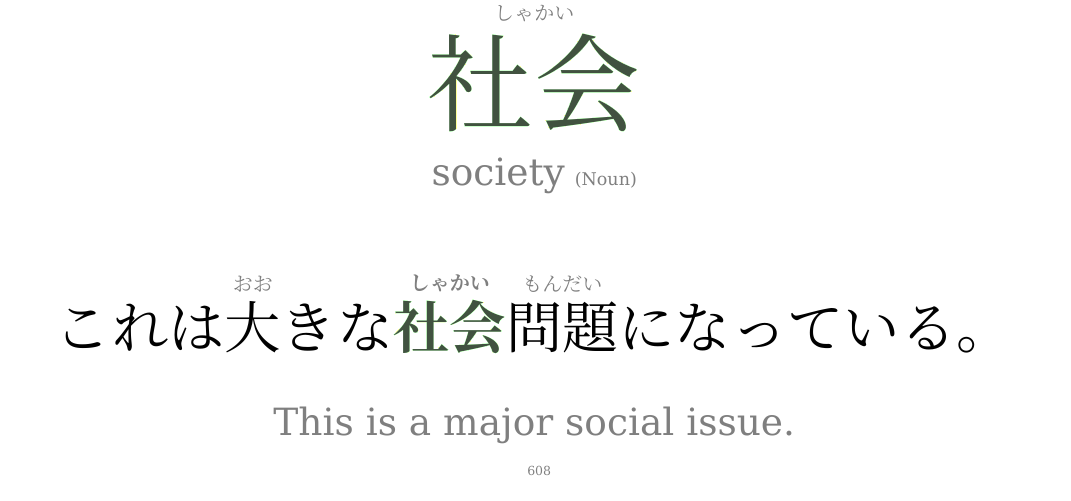 しゃかい
社会
society (Noun)
おお しゃかい もんだい
これは大きな社会問題になっている。
This is a major social issue.
608